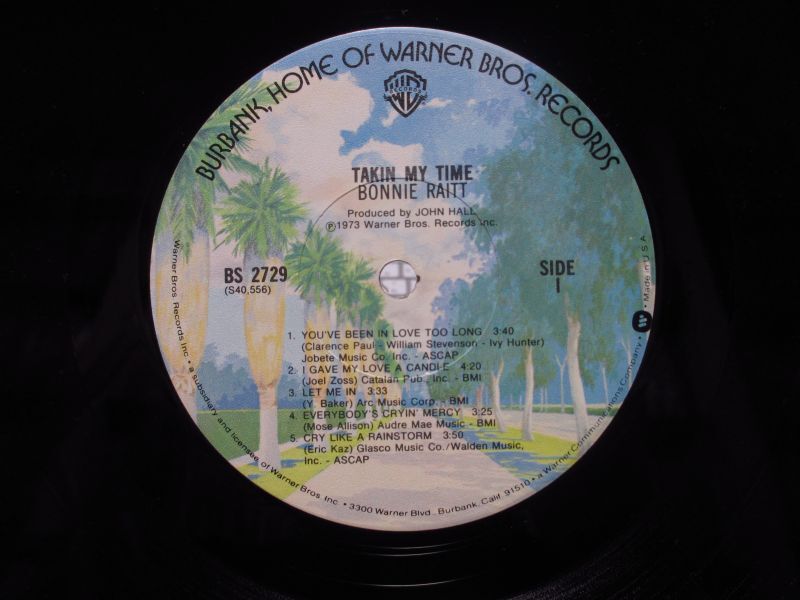 BURBANK, HOME OF WARNER BROS. RECORDS
RECORDS
TAKIN MY TIME
BONNIE RAITT
Produced by JOHN HALL
℗1973 Warner Bros. Records Inc.
BS 2729
(S40,556)
SIDE
1
1. YOU'VE BEEN IN LOVE TOO LONG 3:40
(Clarence Paul - William Stevenson - Ivy Hunter)
Jobete Music Co. Inc. - ASCAP
2. I GAVE MY LOVE A CANDLE 4:20
(Joel Zoss) Catalan Pub., Inc. - BMI
3. LET ME IN 3:33
(Y. Baker) Arc Music Corp. - BMI
4. EVERYBODY'S CRYIN' MERCY 3:25
(Mose Allison) Audre Mae Music - BMI
5. CRY LIKE A RAINSTORM 3:50
(Eric Kaz) Glasco Music Co./Walden Music,
Inc. - ASCAP
Warner Bros. Records Inc. • a subsidiary and licensee of Warner Bros. Inc. • 3300 Warner Blvd., Burbank, Calif. 91510 • a Warner Communications Company • Made in U.S.A.